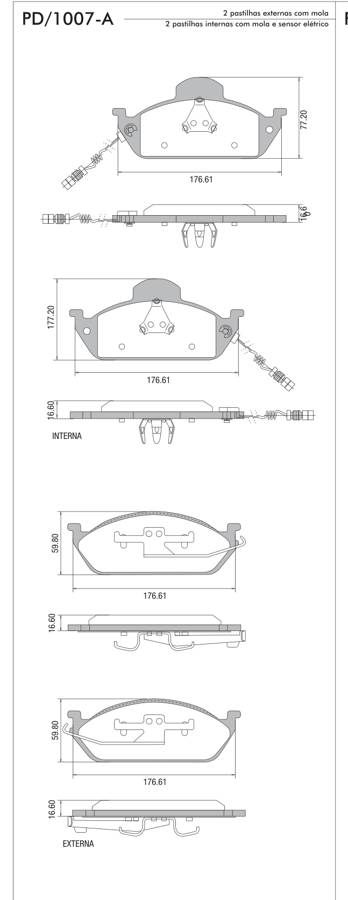 PD/1007-A
2 pastilhas externas com mola
2 pastilhas internas com mola e sensor elétrico
77.20
176.61
16.6
0
177.20
176.61
16.60
INTERNA
59.80
176.61
16.60
59.80
176.61
16.60
EXTERNA